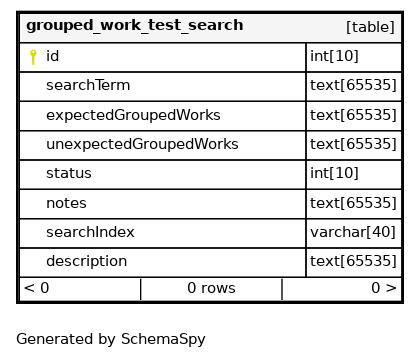 grouped_work_test_search [table]
id int[10]
searchTerm text[65535]
expectedGroupedWorks text[65535]
unexpectedGroupedWorks text[65535]
status int[10]
notes text[65535]
searchIndex varchar[40]
description text[65535]
< 0 0 rows 0 >
Generated by SchemaSpy